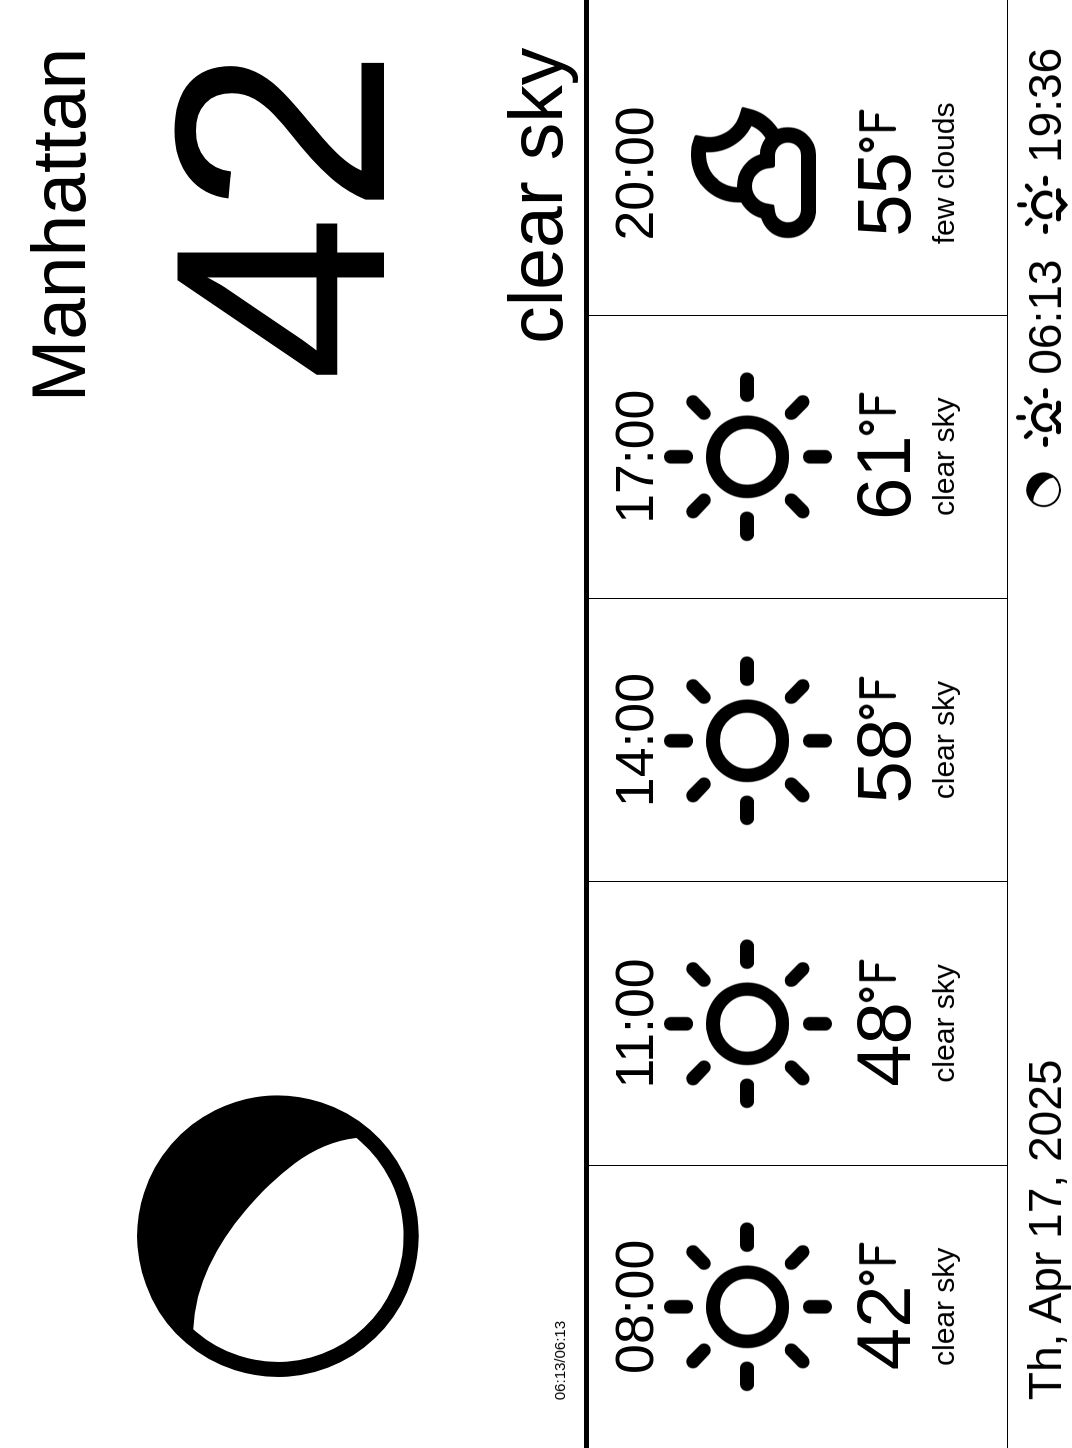 Manhattan
42
clear sky
06:13/06:13
08:00 11:00 14:00 17:00 20:00
42°F 48°F 58°F 61°F 55°F
clear sky clear sky clear sky clear sky few clouds
Th, Apr 17, 2025 06:13 19:36